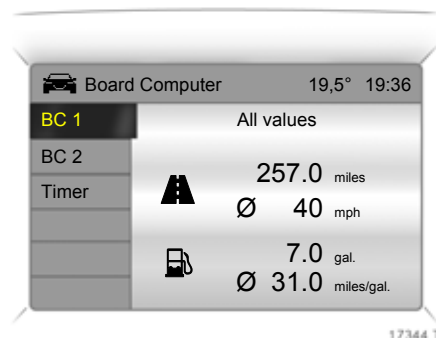 Board Computer 19,5° 19:36
BC 1
All values
BC 2
Timer
257.0 miles
Ø 40 mph
7.0 gal.
Ø 31.0 miles/gal.